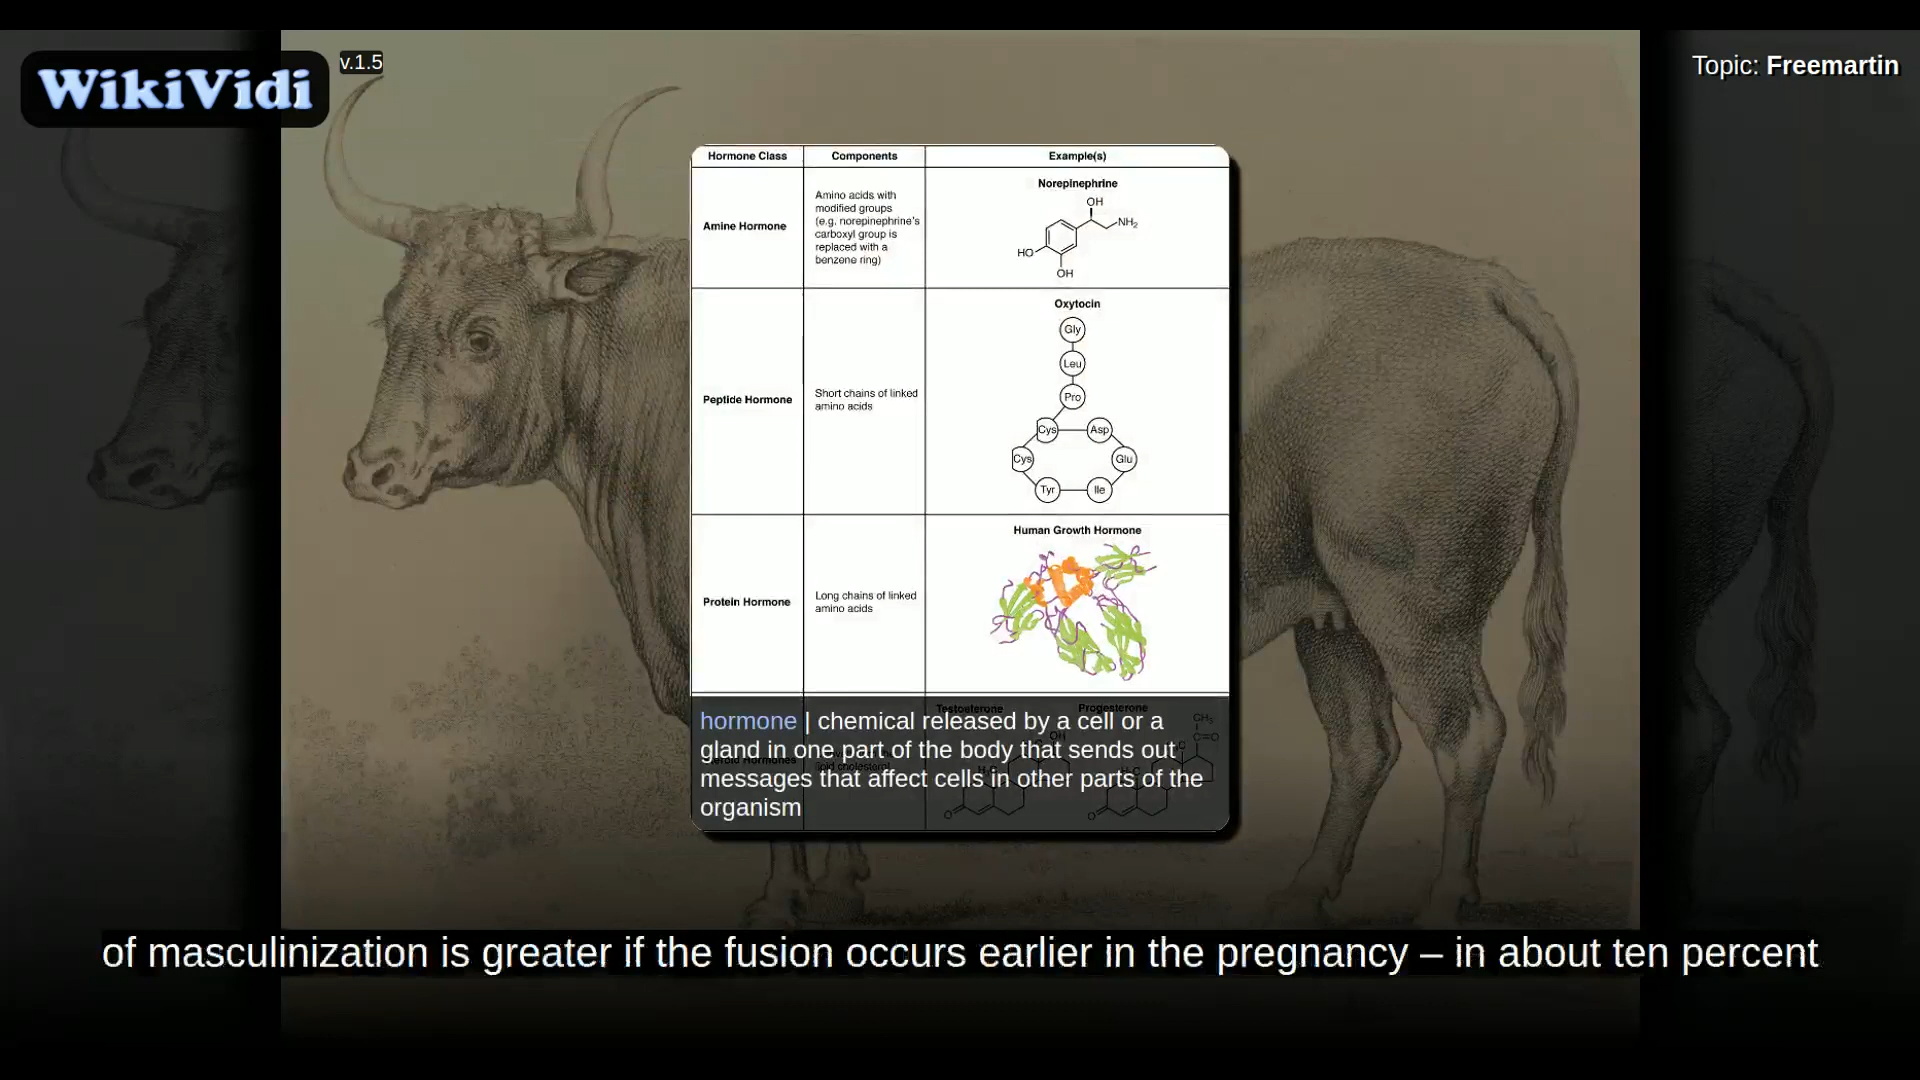 WikiVidi
v.1.5
Topic: Freemartin
Hormone Class
Components
Example(s)
Amine Hormone
Amino acids with
modified groups
(e.g. norepinephrine's
carboxyl group is
replaced with a
benzene ring)
Norepinephrine
OH
NH2
HO
OH
Peptide Hormone
Short chains of linked
amino acids
Oxytocin
Gly
Leu
Pro
Cys
Asp
Cys
Glu
Tyr
Ile
Protein Hormone
Long chains of linked
amino acids
Human Growth Hormone
Testosterone
Progesterone
CH3
C=O
OH
O
O
hormone | chemical released by a cell or a
gland in one part of the body that sends out
messages that affect cells in other parts of the
organism
of masculinization is greater if the fusion occurs earlier in the pregnancy – in about ten percent